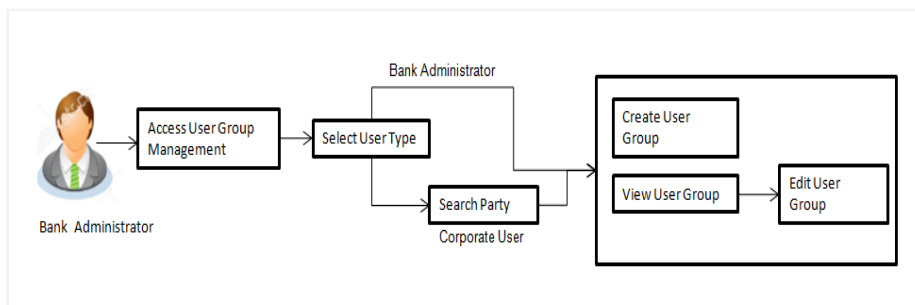 Bank Administrator
Access User Group
Management
Select User Type
Bank Administrator
Search Party
Corporate User
Create User
Group
View User Group
Edit User
Group